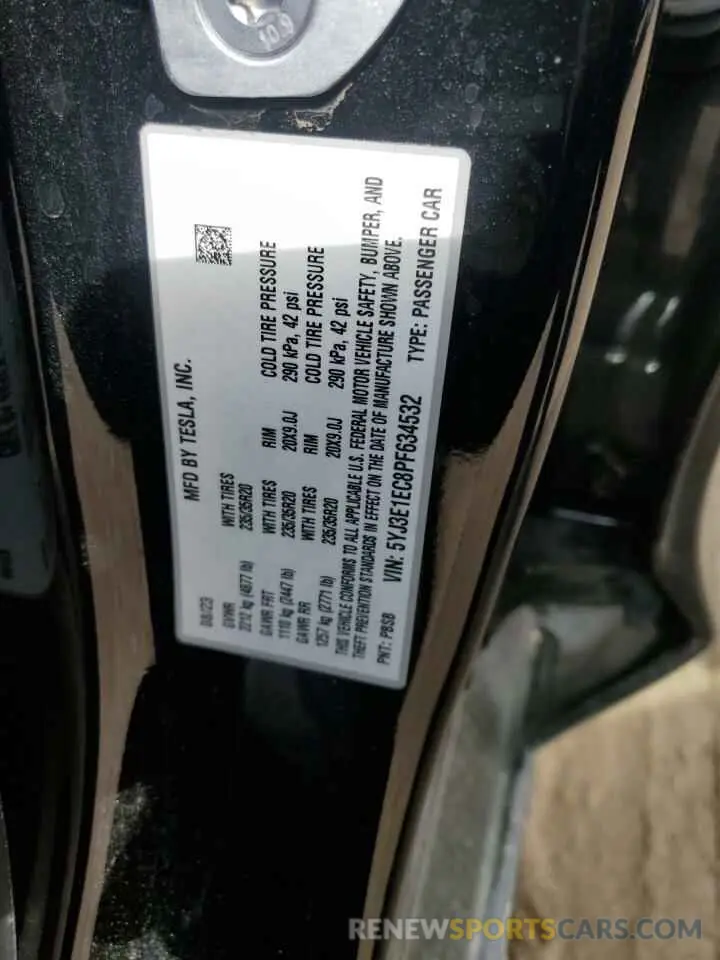 10.9
MFD BY TESLA, INC.
08/23
GVWR
2212 kg (4877 lb)
WITH TIRES
235/35R20
GAWR FRT
WITH TIRES
RIM
COLD TIRE PRESSURE
1110 kg (2447 lb)
235/35R20
20X9.0J
290 kPa, 42 psi
GAWR RR
WITH TIRES
RIM
COLD TIRE PRESSURE
1257 kg (2771 lb)
235/35R20
20X9.0J
290 kPa, 42 psi
THIS VEHICLE CONFORMS TO ALL APPLICABLE U.S. FEDERAL MOTOR VEHICLE SAFETY, BUMPER, AND
THEFT PREVENTION STANDARDS IN EFFECT ON THE DATE OF MANUFACTURE SHOWN ABOVE.
PNT: PBSB
VIN: 5YJ3E1EC8PF634532
TYPE: PASSENGER CAR
RENEWSPORTSCARS.COM